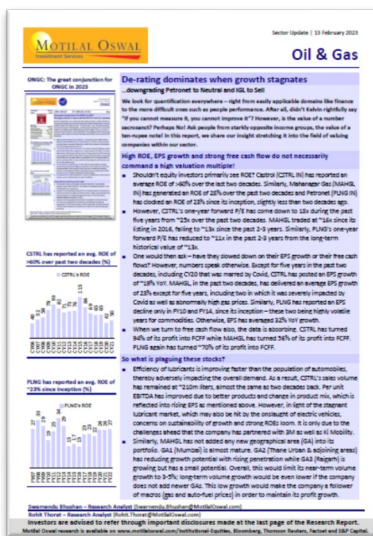 Sector Update | 13 February 2023
MOTILAL OSWAL
Investment Services
Oil & Gas
ONGC: The great conjunction for
ONGC in 2023
De-rating dominates when growth stagnates
...downgrading Petronet to Neutral and IGL to Sell
We look for quantification everywhere – right from easily applicable domains like finance
to the more difficult ones such as people performance. After all, didn't Kelvin rightfully say
"if you cannot measure it, you cannot improve it"? However, is the value of a number
sacrosanct? Perhaps No! Ask people from starkly opposite income groups, the value of a
ten-rupee note! In this report, we share our insight stretching it into the field of valuing
companies within our sector.
High ROE, EPS growth and strong free cash flow do not necessarily
command a high valuation multiple!
Shouldn't equity investors primarily see ROE? Castrol (CSTRL IN) has reported an
average ROE of >60% over the last two decades. Similarly, Mahanagar Gas (MAHGL
IN) has generated an ROE of 25% over the past two decades and Petronet (PLNG IN)
has clocked an ROE of 23% since its inception, slightly less than two decades ago.
However, CSTRL's one-year forward P/E has come down to 18x during the past
five years from ~25x over the past two decades. MAHGL traded at ~16x since its
listing in 2016, falling to ~13x since the past 2-3 years. Similarly, PLNG's one-year
forward P/E has reduced to ~11x in the past 2-3 years from the long-term
historical value of ~13x.
One would then ask – have they slowed down on their EPS growth or their free cash
flows? However, numbers speak otherwise. Except for five years in the past two
decades, including CY20 that was marred by Covid, CSTRL has posted an EPS growth
of ~18% YoY. MAHGL, in the past two decades, has delivered an average EPS growth
of 23% except for five years, including two in which it was severely impacted by
Covid as well as abnormally high gas prices. Similarly, PLNG has reported an EPS
decline only in FY10 and FY14, since its inception – these two being highly volatile
years for commodities. Otherwise, EPS has averaged 32% YoY growth.
When we turn to free cash flow also, the data is absorbing. CSTRL has turned
94% of its profit into FCFF while MAHGL has turned 56% of its profit into FCFF.
PLNG again has turned ~70% of its profit into FCFF.
CSTRL has reported an avg. ROE of
>60% over past two decades (%)
CSTRL's ROE
PLNG has reported an avg. ROE of
~23% since inception (%)
PLNG's ROE
So what is plaguing these stocks?
Efficiency of lubricants is improving faster than the population of automobiles,
thereby adversely impacting the overall demand. As a result, CSTRL's sales volume
has remained at ~210m liters, almost the same as two decades back. Per unit
EBITDA has improved due to better products and change in product mix, which is
reflected into rising EPS as mentioned above. However, in light of the stagnant
lubricant market, which may also be hit by the onslaught of electric vehicles,
concerns on sustainability of growth and strong ROEs loom. It is only due to the
challenges ahead that the company has partnered with 3M as well as Ki Mobility.
Similarly, MAHGL has not added any new geographical area (GA) into its
portfolio. GA1 (Mumbai) is almost mature. GA2 (Thane Urban & adjoining areas)
has reducing growth potential with rising penetration while GA3 (Raigarh) is
growing but has a small potential. Overall, this would limit its near-term volume
growth to 3-5%; long-term volume growth would be even lower if the company
does not add newer GAs. This low growth would make the company a follower
of macros (gas and auto-fuel prices) in order to maintain its profit growth.
Swarnendu Bhushan – Research Analyst (Swarnendu.Bhushan@MotilalOswal.com)
Rohit Thorat – Research Analyst (Rohit.Thorat@MotilalOswal.com)
Investors are advised to refer through important disclosures made at the last page of the Research Report.
Motilal Oswal research is available on www.motilaloswal.com/Institutional-Equities, Bloomberg, Thomson Reuters, Factset and S&P Capital.